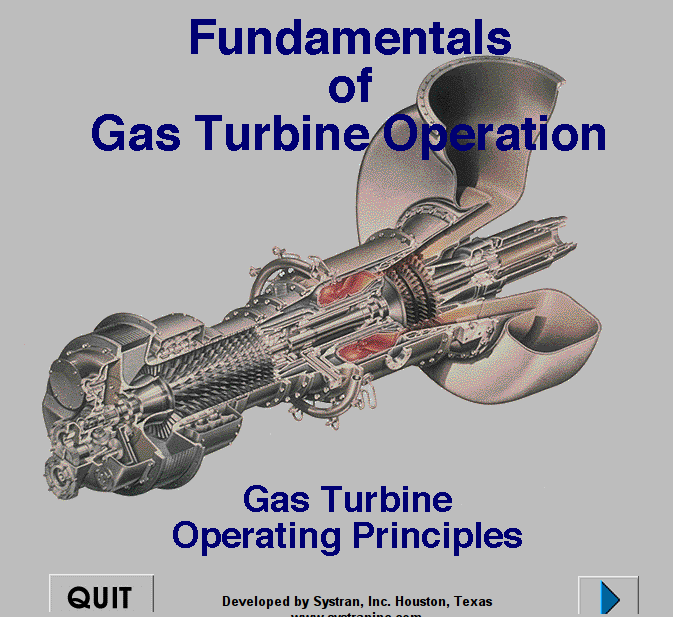 Fundamentals
of
Gas Turbine Operation
Gas Turbine
Operating Principles
QUIT
Developed by Systran, Inc. Houston, Texas